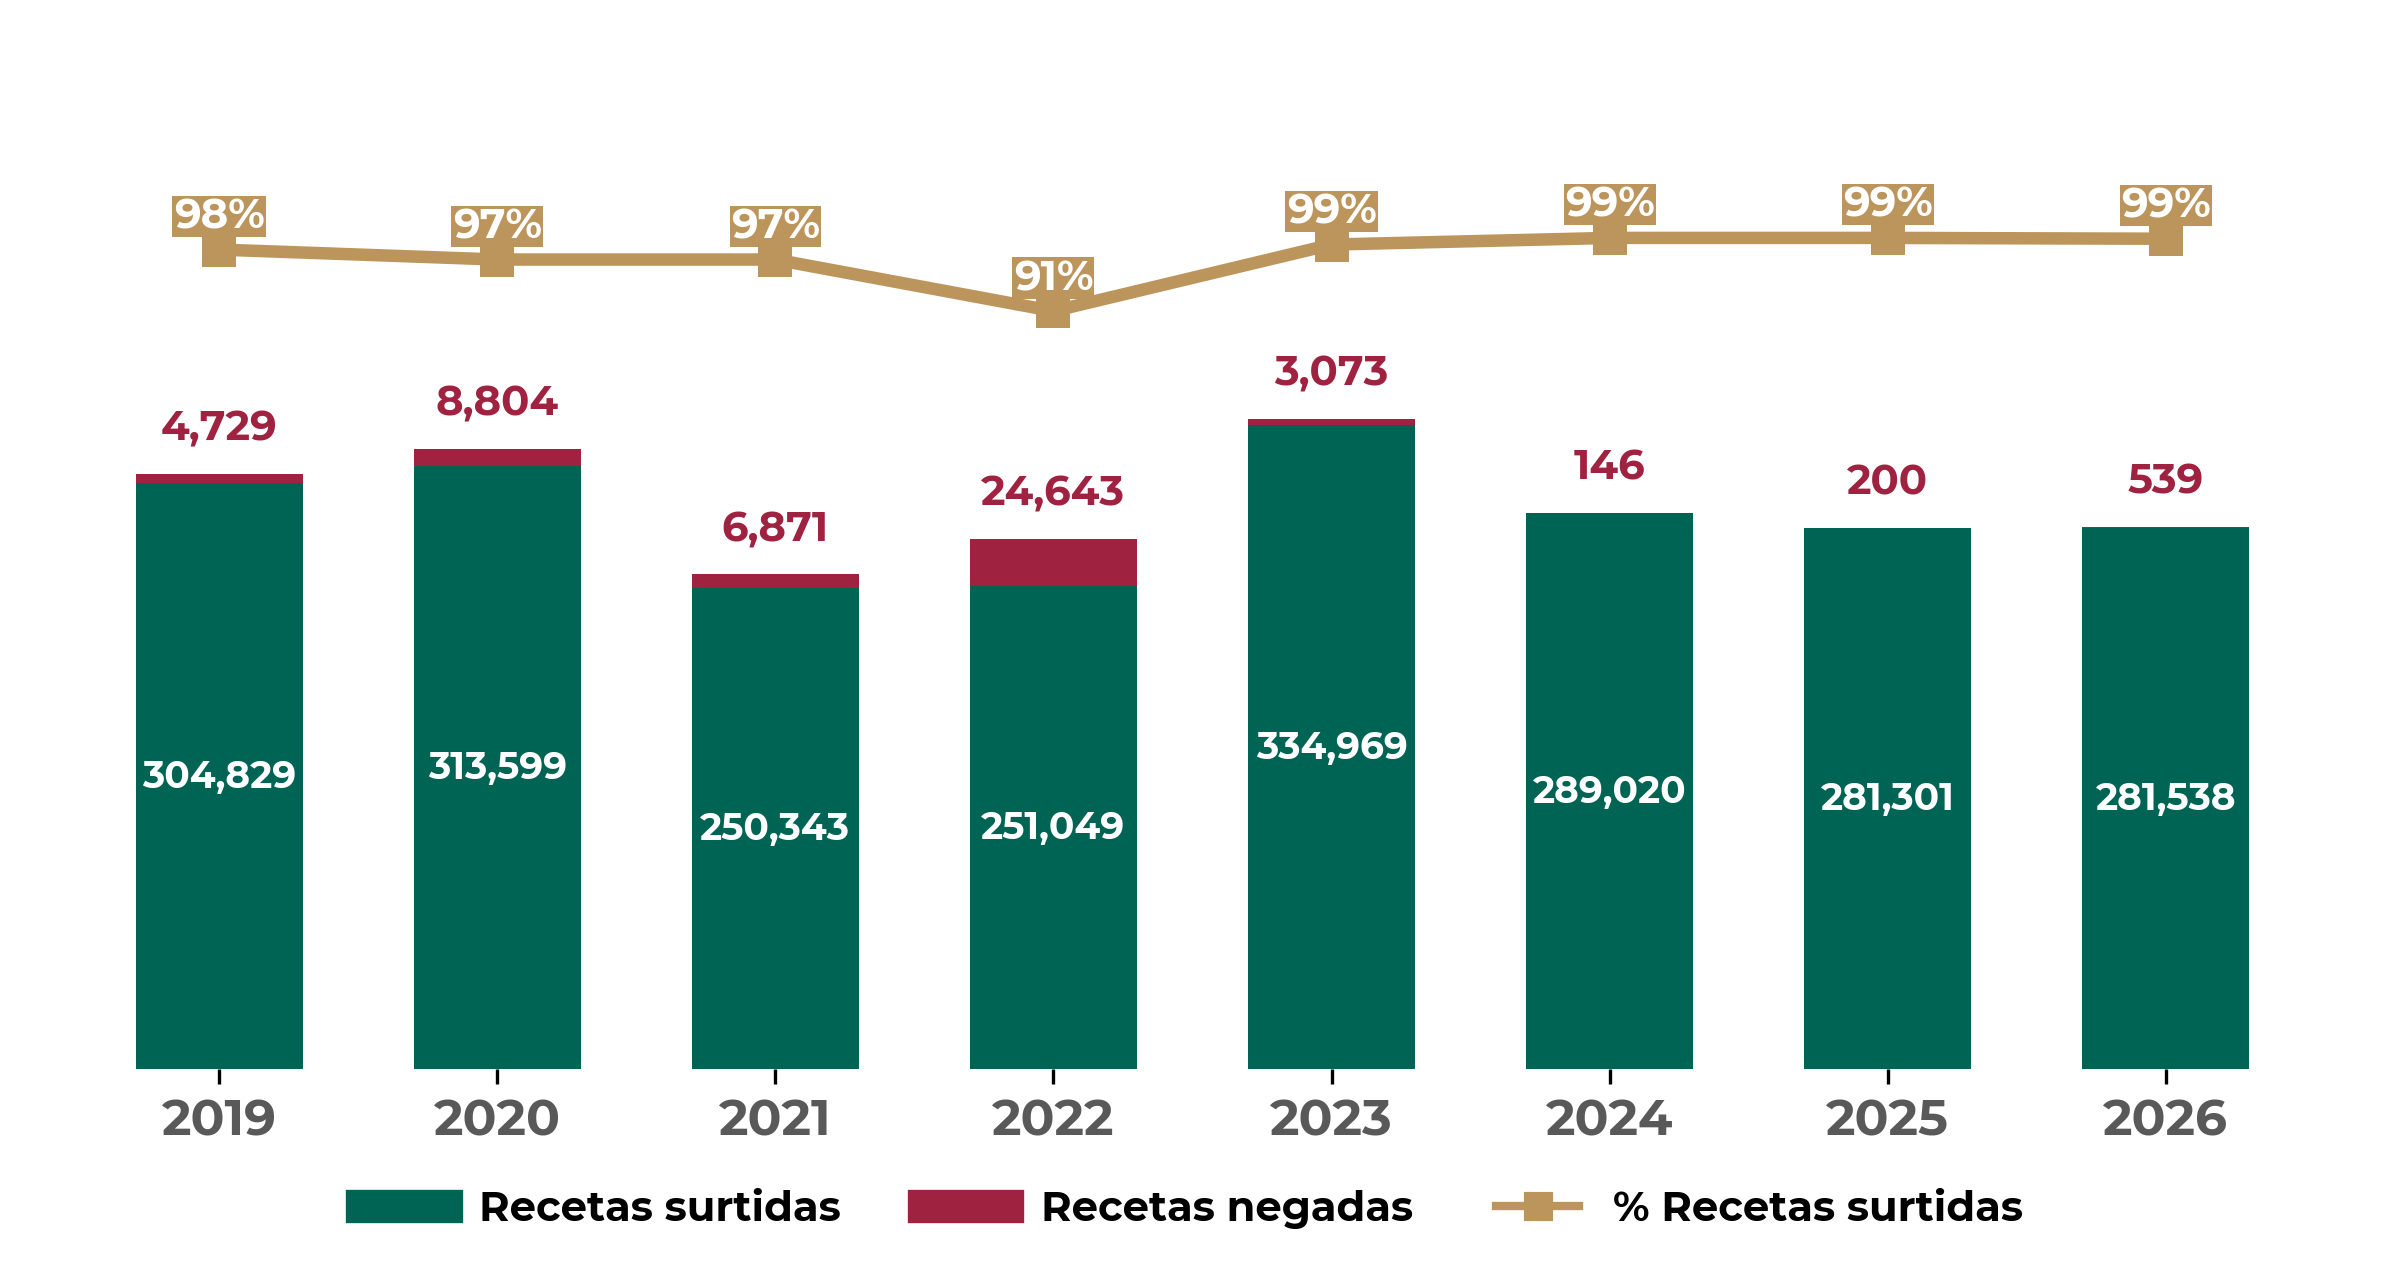 98% 97% 97% 91% 99% 99% 99% 99%
4,729 8,804 6,871 24,643 3,073 146 200 539
304,829 313,599 250,343 251,049 334,969 289,020 281,301 281,538
2019 2020 2021 2022 2023 2024 2025 2026
Recetas surtidas Recetas negadas % Recetas surtidas